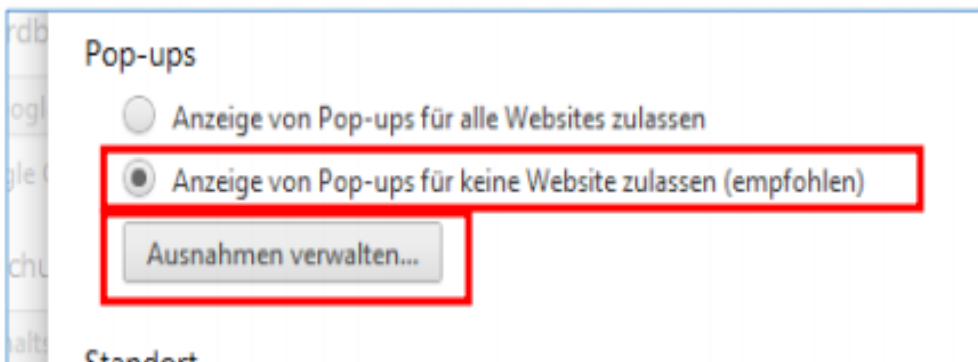 Pop-ups
Anzeige von Pop-ups für alle Websites zulassen
Anzeige von Pop-ups für keine Website zulassen (empfohlen)
Ausnahmen verwalten...
Standort